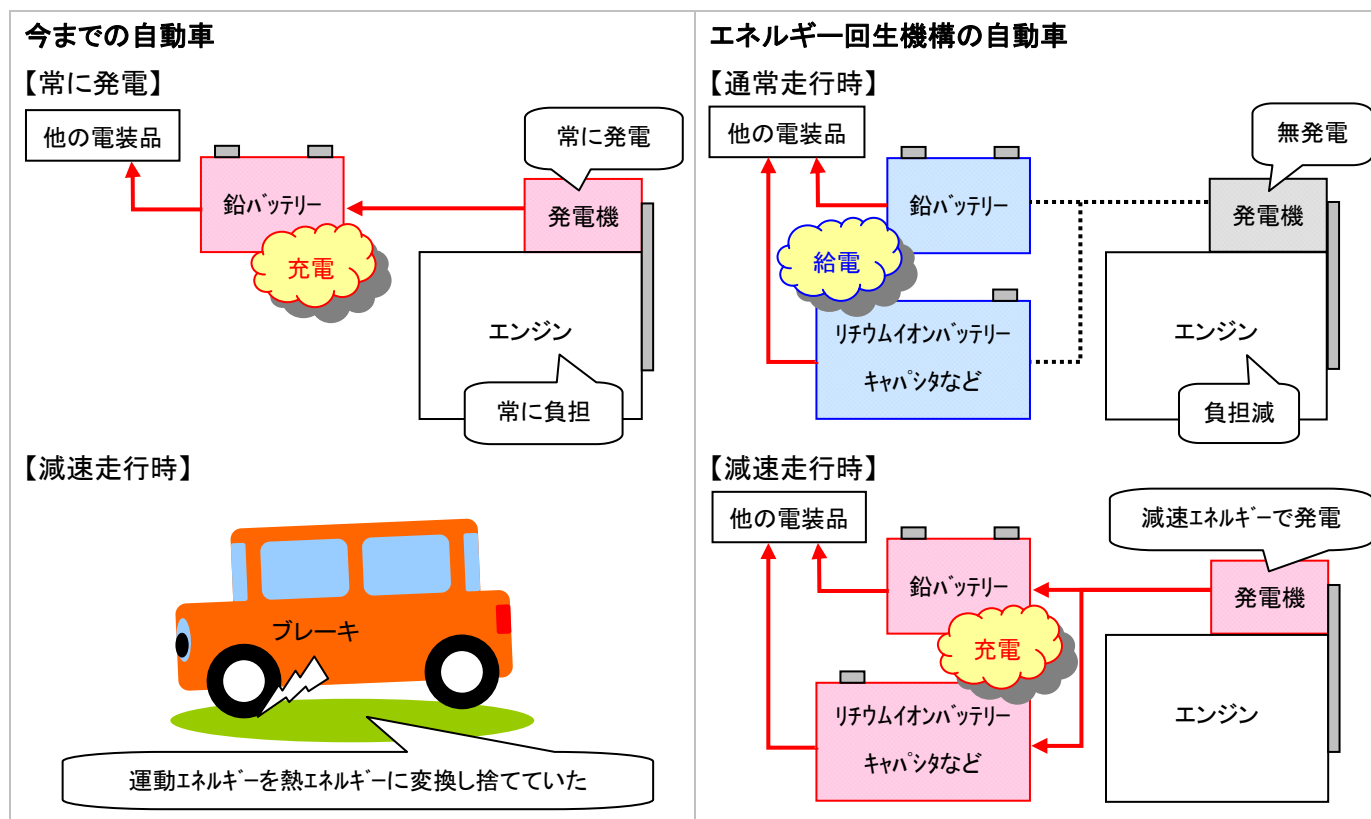 今までの自動車
【常に発電】
他の電装品
常に発電
鉛ﾊﾞｯﾃﾘｰ
発電機
充電
エンジン
常に負担
【減速走行時】
ブレーキ
運動ｴﾈﾙｷﾞｰを熱ｴﾈﾙｷﾞｰに変換し捨てていた
エネルギー回生機構の自動車
【通常走行時】
他の電装品
無発電
鉛ﾊﾞｯﾃﾘｰ
発電機
給電
ﾘﾁｳﾑｲｵﾝﾊﾞｯﾃﾘｰ
ｷｬﾊﾟｼﾀなど
エンジン
負担減
【減速走行時】
他の電装品
減速ｴﾈﾙｷﾞｰで発電
鉛ﾊﾞｯﾃﾘｰ
発電機
充電
ﾘﾁｳﾑｲｵﾝﾊﾞｯﾃﾘｰ
ｷｬﾊﾟｼﾀなど
エンジン